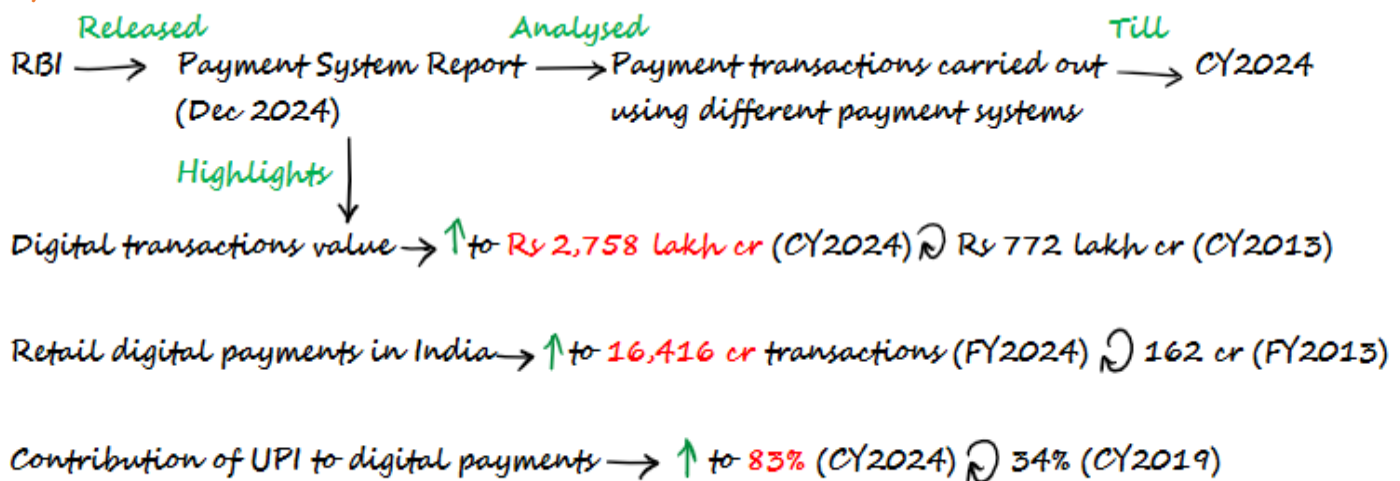 Released Analysed Till
RBI → Payment System Report → Payment transactions carried out → CY2024
(Dec 2024) using different payment systems
Highlights
Digital transactions value → ↑ to Rs 2,758 lakh cr (CY2024) Rs 772 lakh cr (CY2013)
Retail digital payments in India → ↑ to 16,416 cr transactions (FY2024) 162 cr (FY2013)
Contribution of UPI to digital payments → ↑ to 83% (CY2024) 34% (CY2019)